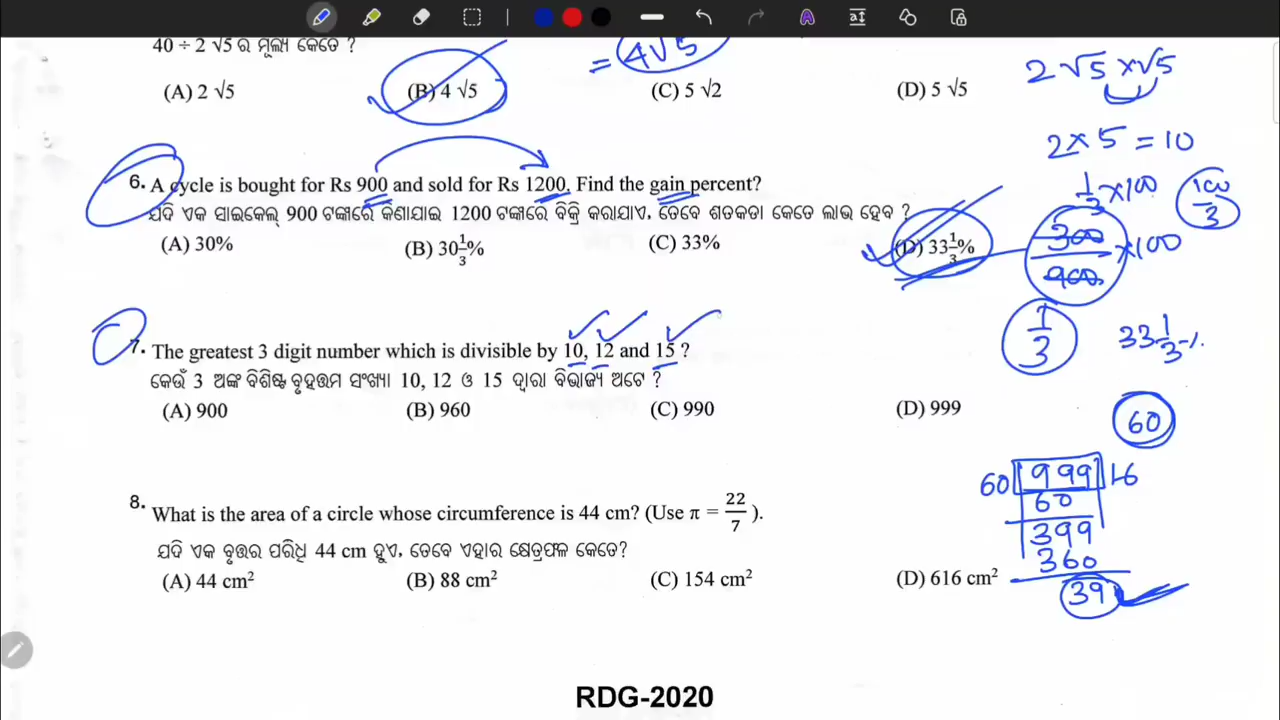 40 ÷ 2 √5 ର ମୂଲ୍ୟ କେତେ ?
= 4√5
(A) 2 √5 (B) 4 √5 (C) 5 √2 (D) 5 √5
2 √5 × √5
2 × 5 = 10
6. A cycle is bought for Rs 900 and sold for Rs 1200. Find the gain percent?
ଯଦି ଏକ ସାଇକେଲ୍ 900 ଟଙ୍କାରେ କିଣାଯାଇ 1200 ଟଙ୍କାରେ ବିକ୍ରି କରାଯାଏ, ତେବେ ଶତକଡା କେତେ ଲାଭ ହେବ ?
(A) 30% (B) 30 1/3% (C) 33% (D) 33 1/3%
1/3 × 100
100/3
300/900 × 100
1/3
33 1/3 %
7. The greatest 3 digit number which is divisible by 10, 12 and 15 ?
କେଉଁ 3 ଅଙ୍କ ବିଶିଷ୍ଟ ବୃହତ୍ତମ ସଂଖ୍ୟା 10, 12 ଓ 15 ଦ୍ୱାରା ବିଭାଜ୍ୟ ଅଟେ ?
(A) 900 (B) 960 (C) 990 (D) 999
60
60 999 16
60
399
360
39
8. What is the area of a circle whose circumference is 44 cm? (Use π = 22/7 ).
ଯଦି ଏକ ବୃତ୍ତର ପରିଧି 44 cm ହୁଏ, ତେବେ ଏହାର କ୍ଷେତ୍ରଫଳ କେତେ?
(A) 44 cm² (B) 88 cm² (C) 154 cm² (D) 616 cm²
RDG-2020